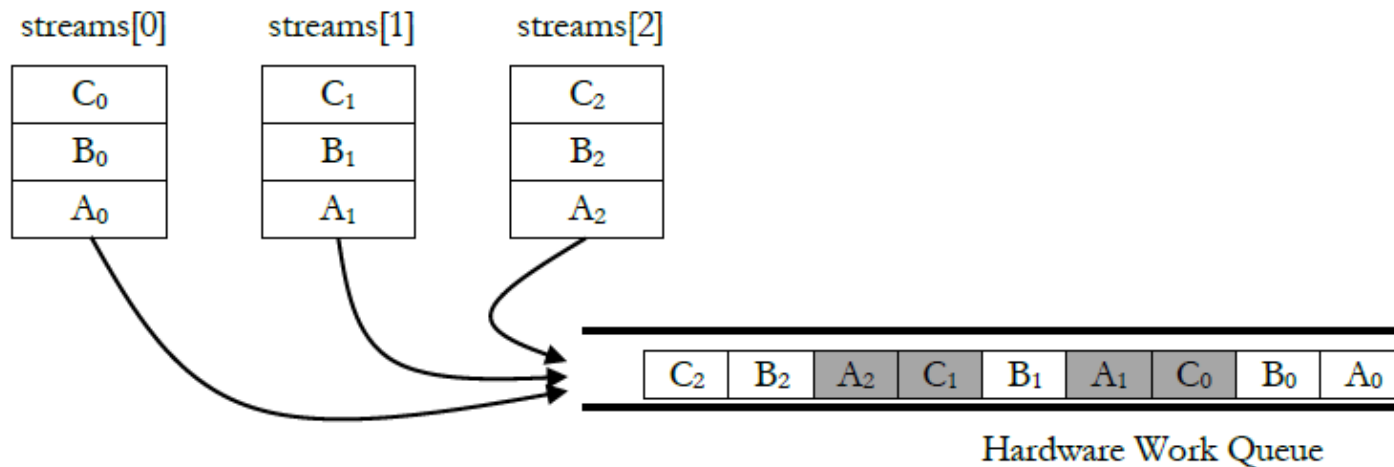 streams[0] streams[1] streams[2]
C₀ C₁ C₂
B₀ B₁ B₂
A₀ A₁ A₂
C₂ B₂ A₂ C₁ B₁ A₁ C₀ B₀ A₀
Hardware Work Queue